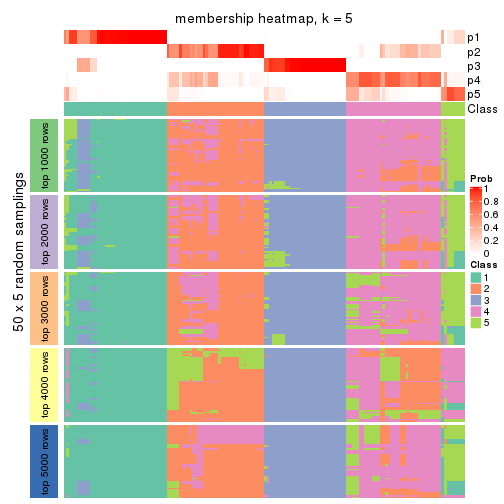 membership heatmap, k = 5
p1
p2
p3
p4
p5
Class
50 x 5 random samplings
top 1000 rows
top 2000 rows
top 3000 rows
top 4000 rows
top 5000 rows
Prob
1
0.8
0.6
0.4
0.2
0
Class
1
2
3
4
5